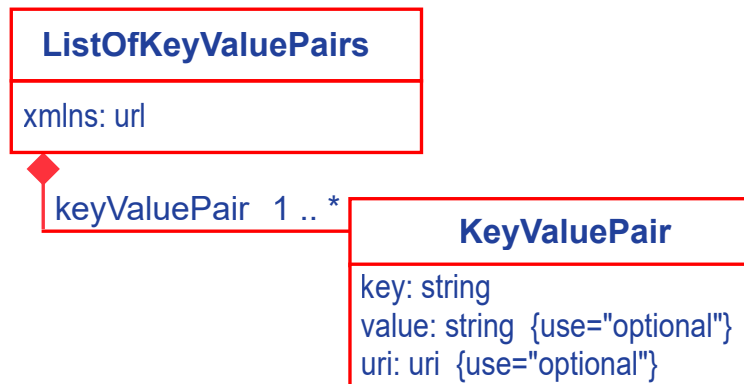 ListOfKeyValuePairs
xmlns: url
keyValuePair 1 .. *
KeyValuePair
key: string
value: string {use="optional"}
uri: uri {use="optional"}